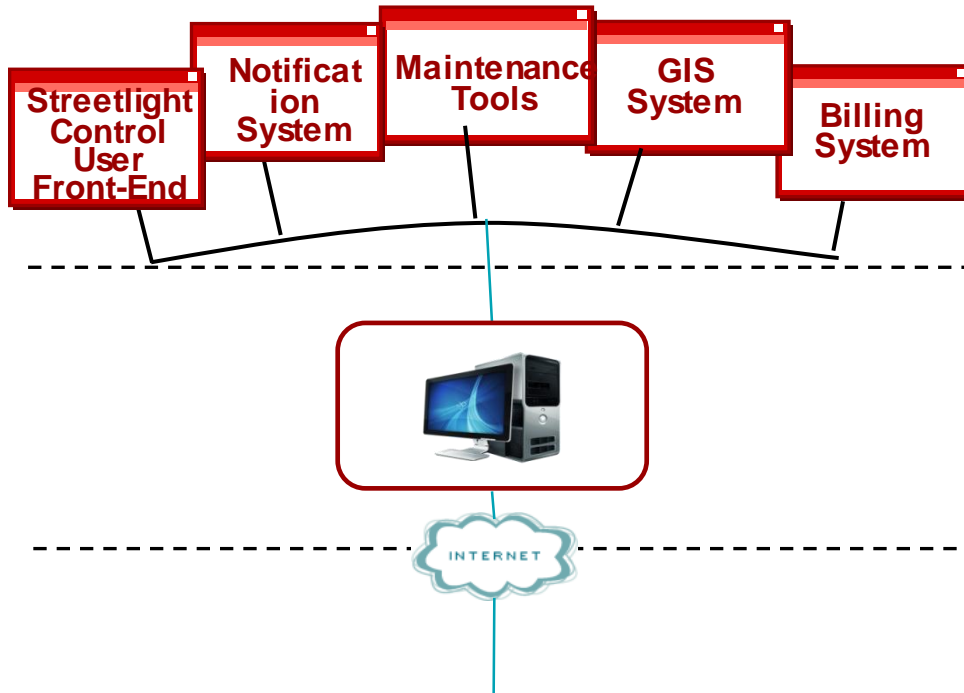 Streetlight
Control
User
Front-End
Notificat
ion
System
Maintenance
Tools
GIS
System
Billing
System
INTERNET